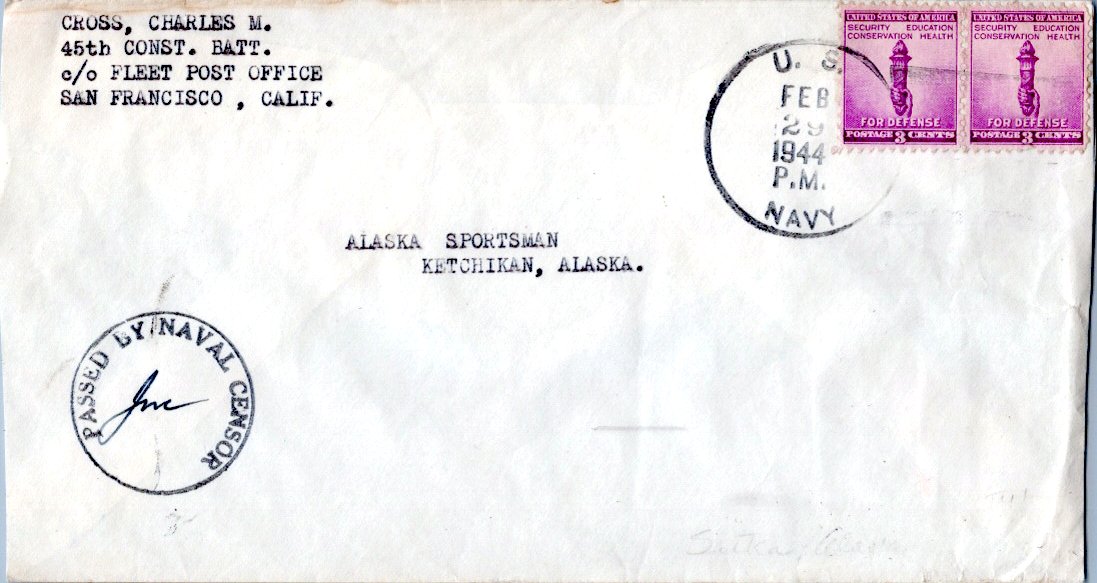 CROSS, CHARLES M.
45th CONST. BATT.
c/o FLEET POST OFFICE
SAN FRANCISCO , CALIF.
UNITED STATES OF AMERICA
SECURITY EDUCATION
CONSERVATION HEALTH
FOR DEFENSE
POSTAGE 3 CENTS
UNITED STATES OF AMERICA
SECURITY EDUCATION
CONSERVATION HEALTH
FOR DEFENSE
POSTAGE 3 CENTS
U. S.
FEB
29
1944
P.M.
NAVY
ALASKA SPORTSMAN
KETCHIKAN, ALASKA.
PASSED BY NAVAL CENSOR
Sitka, Alaska